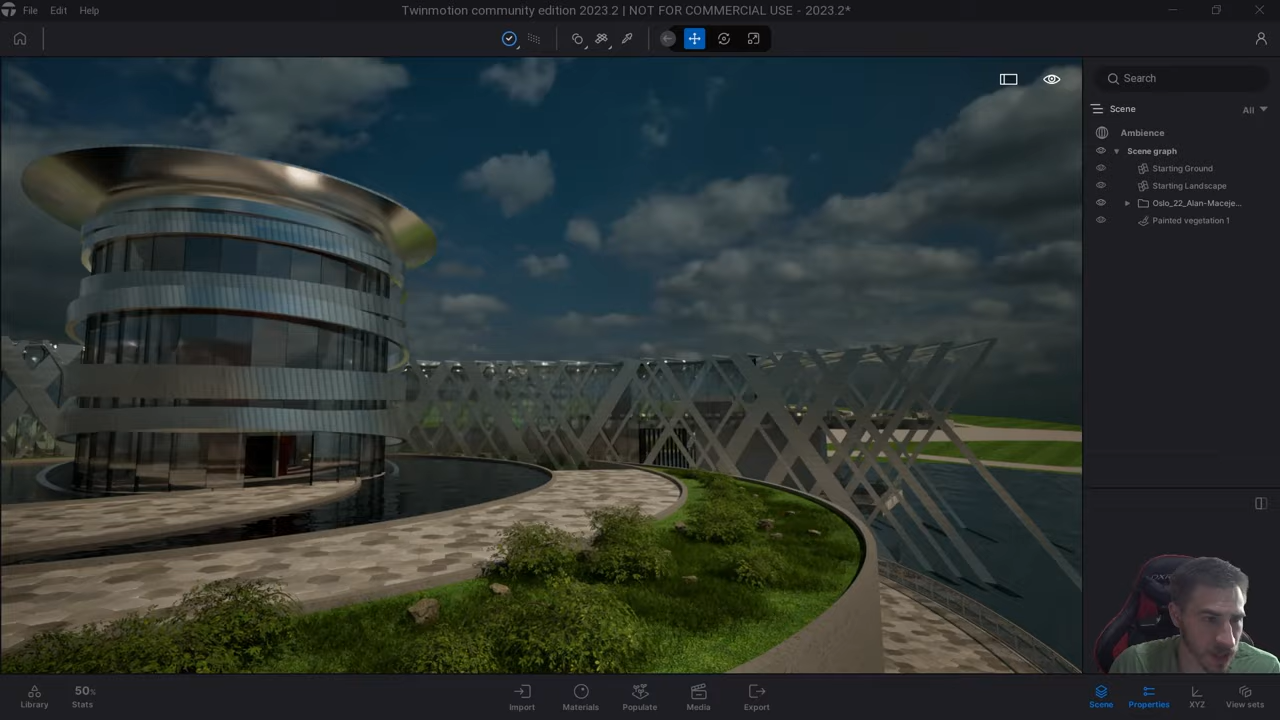 File Edit Help
Twinmotion community edition 2023.2 | NOT FOR COMMERCIAL USE - 2023.2*
Search
Scene
All
Ambience
Scene graph
Starting Ground
Starting Landscape
Oslo_22_Alan-Maceje...
Painted vegetation 1
50%
Library
Stats
Import
Materials
Populate
Media
Export
Scene
Properties
XYZ
View sets